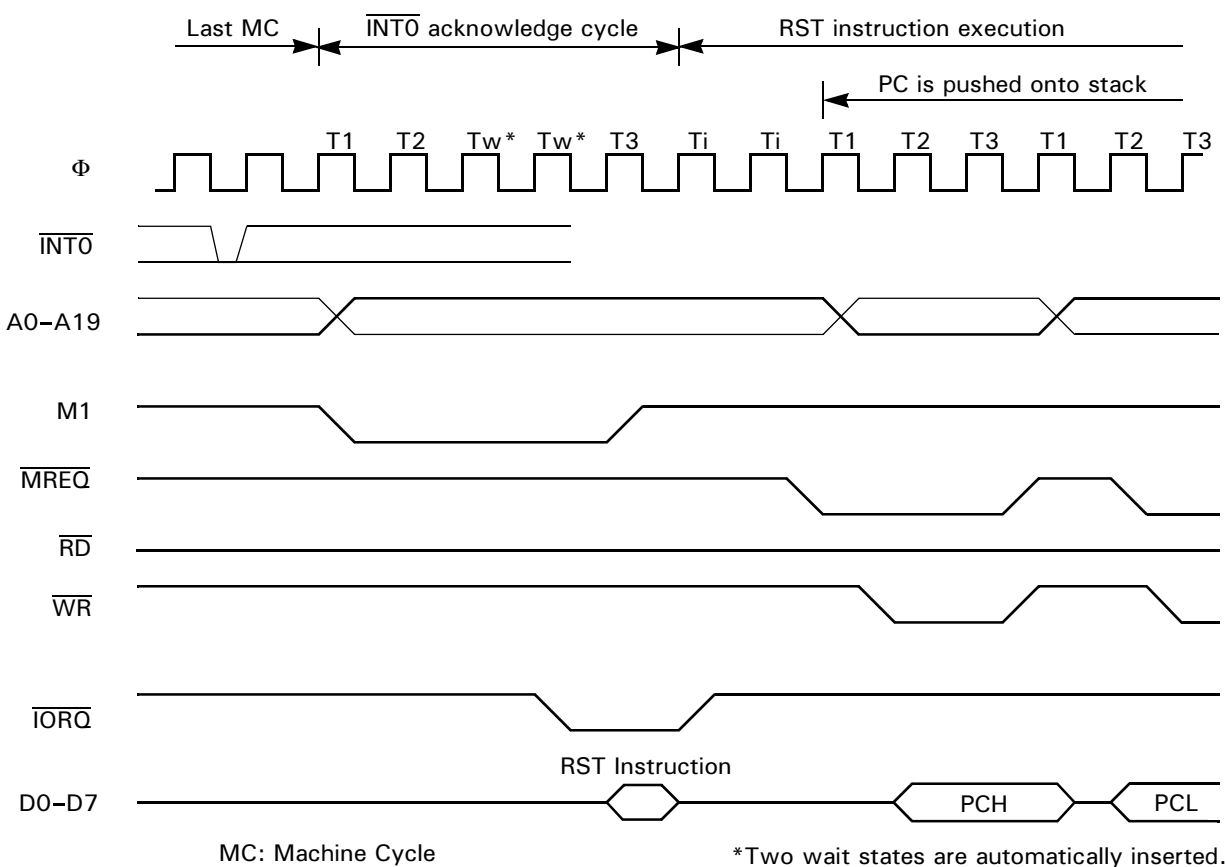 Last MC INT0 acknowledge cycle RST instruction execution
PC is pushed onto stack
T1 T2 Tw* Tw* T3 Ti Ti T1 T2 T3 T1 T2 T3
Φ
INT0
A0–A19
M1
MREQ
RD
WR
IORQ
RST Instruction
D0–D7 PCH PCL
MC: Machine Cycle *Two wait states are automatically inserted.